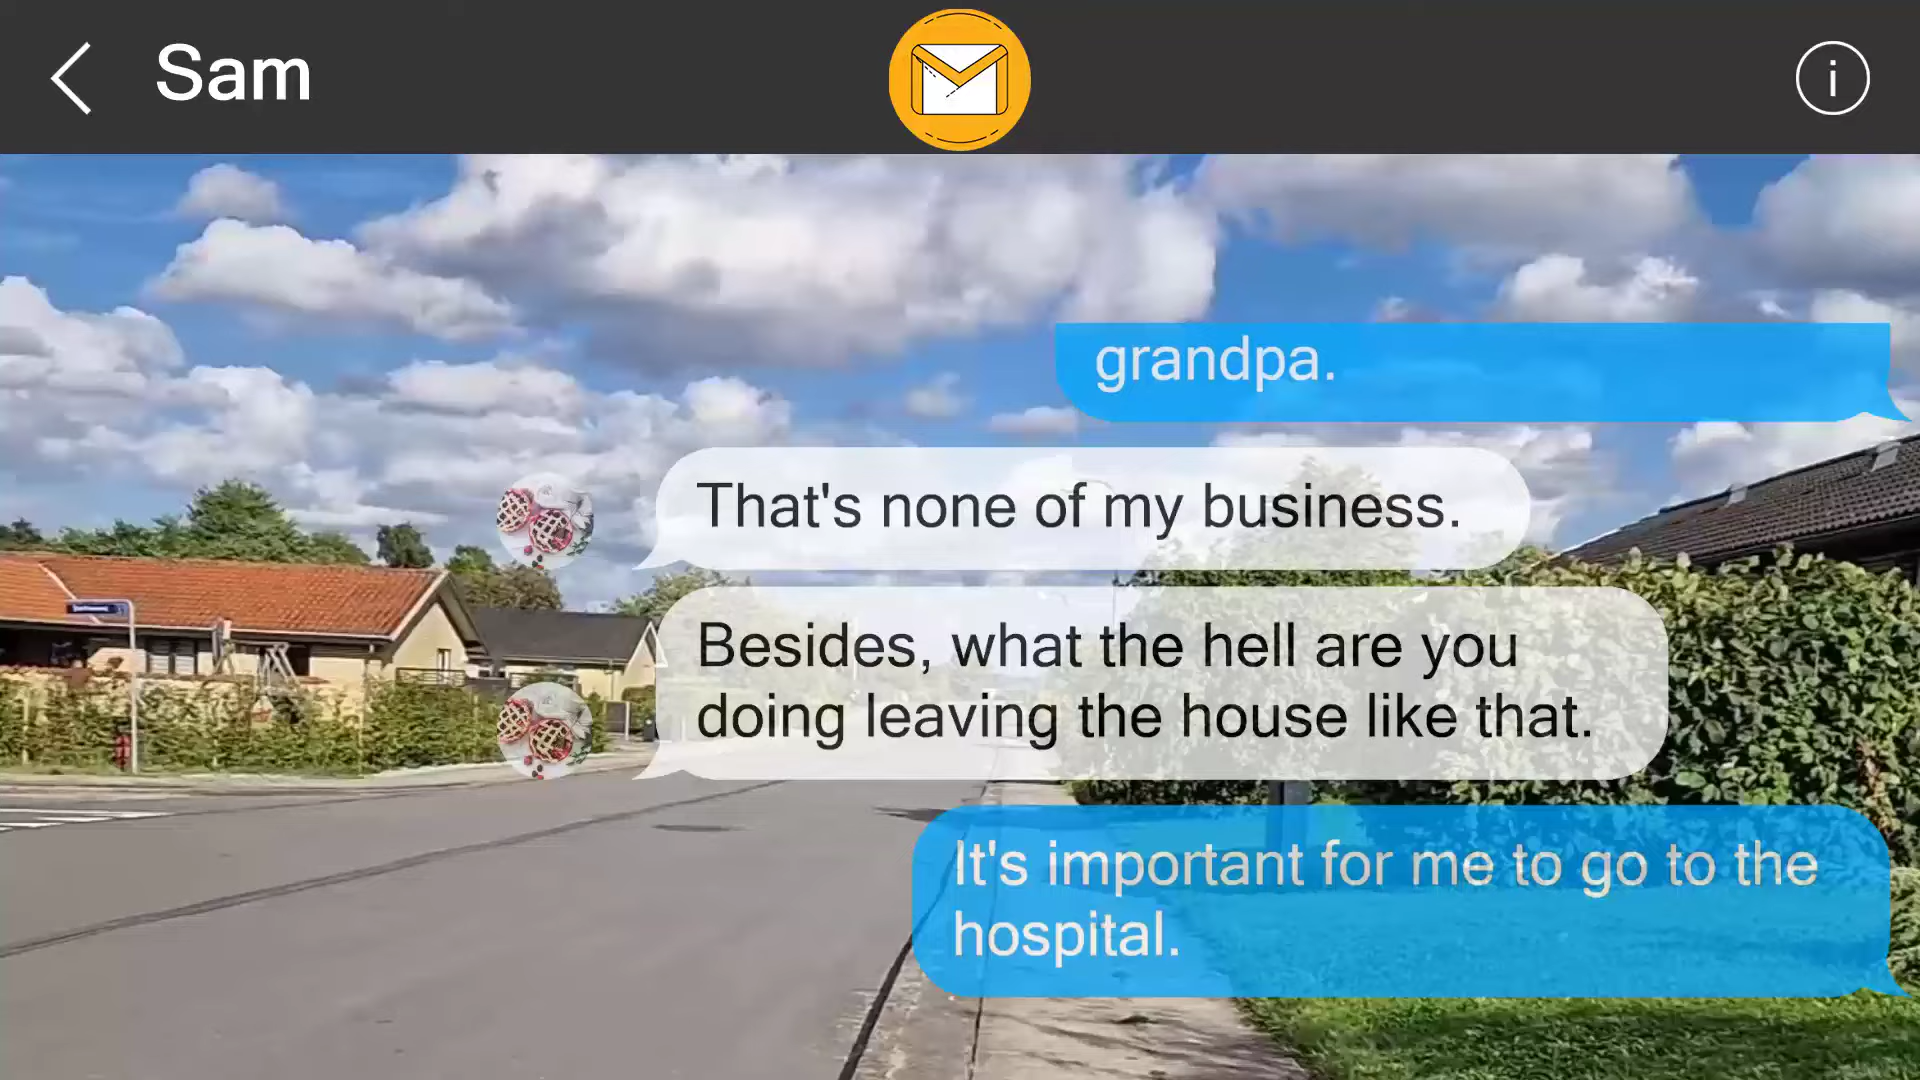 Sam
i
grandpa.
That's none of my business.
Besides, what the hell are you
doing leaving the house like that.
It's important for me to go to the
hospital.